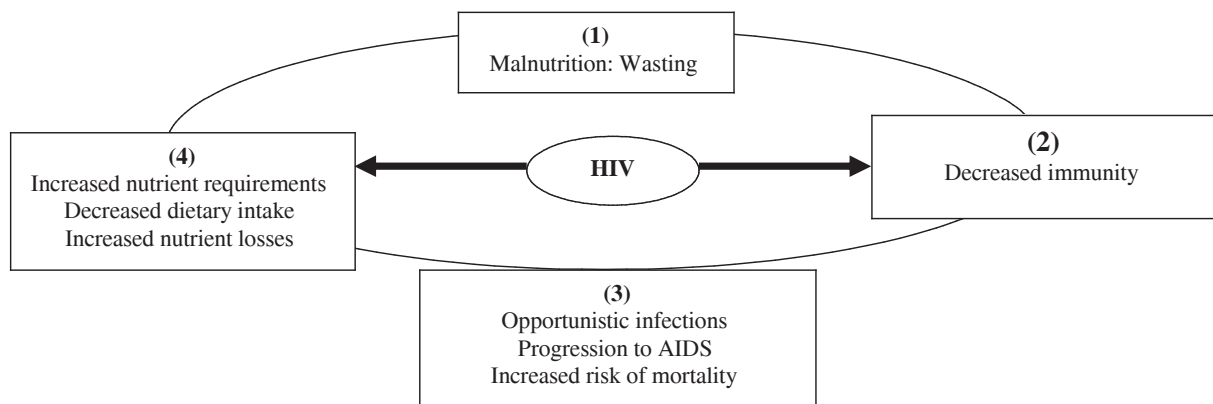 (1)
Malnutrition: Wasting
(2)
Decreased immunity
HIV
(4)
Increased nutrient requirements
Decreased dietary intake
Increased nutrient losses
(3)
Opportunistic infections
Progression to AIDS
Increased risk of mortality